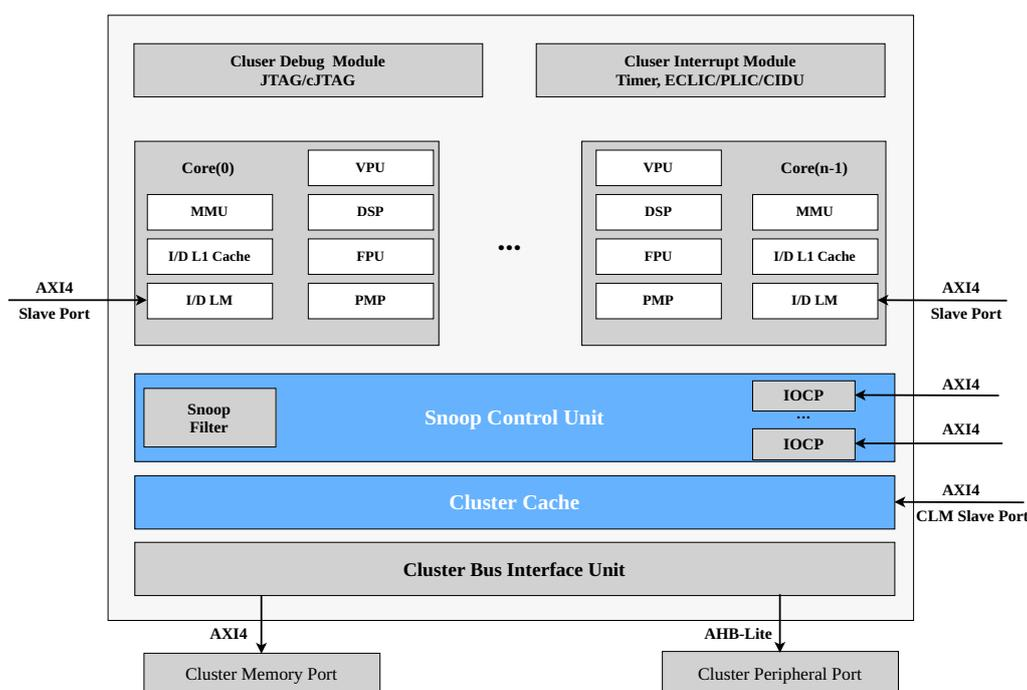 Cluser Debug Module
JTAG/cJTAG
Cluser Interrupt Module
Timer, ECLIC/PLIC/CIDU
Core(0)
VPU
MMU
DSP
I/D L1 Cache
FPU
I/D LM
PMP
...
VPU
Core(n-1)
DSP
MMU
FPU
I/D L1 Cache
PMP
I/D LM
AXI4
Slave Port
AXI4
Slave Port
Snoop
Filter
Snoop Control Unit
IOCP
...
IOCP
AXI4
AXI4
Cluster Cache
AXI4
CLM Slave Port
Cluster Bus Interface Unit
AXI4
AHB-Lite
Cluster Memory Port
Cluster Peripheral Port